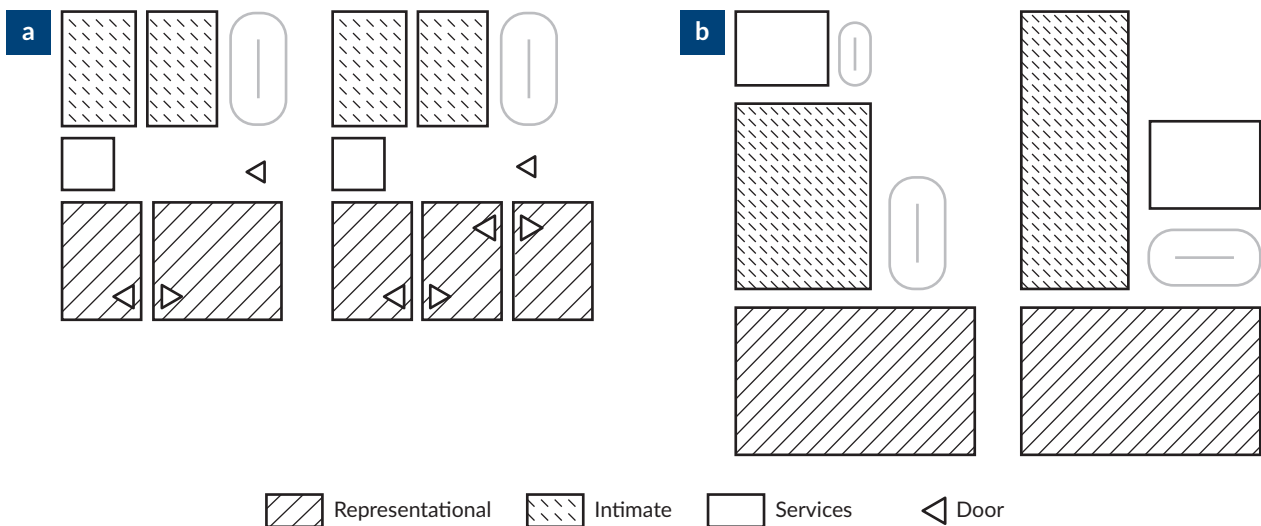 a
b
Representational
Intimate
Services
Door